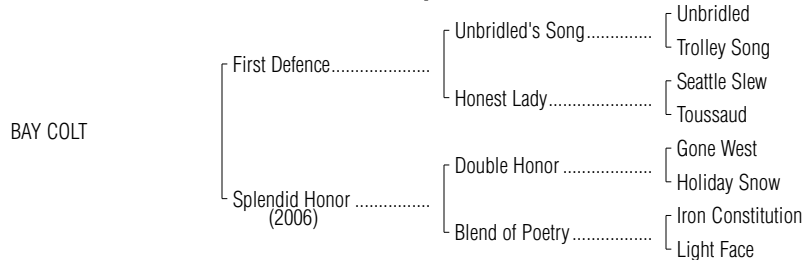 Unbridled
Unbridled's Song..............
Trolley Song
First Defence.....................
Seattle Slew
Honest Lady......................
Toussaud
BAY COLT
Gone West
Double Honor ...................
Holiday Snow
Splendid Honor ................
(2006)
Iron Constitution
Blend of Poetry.................
Light Face